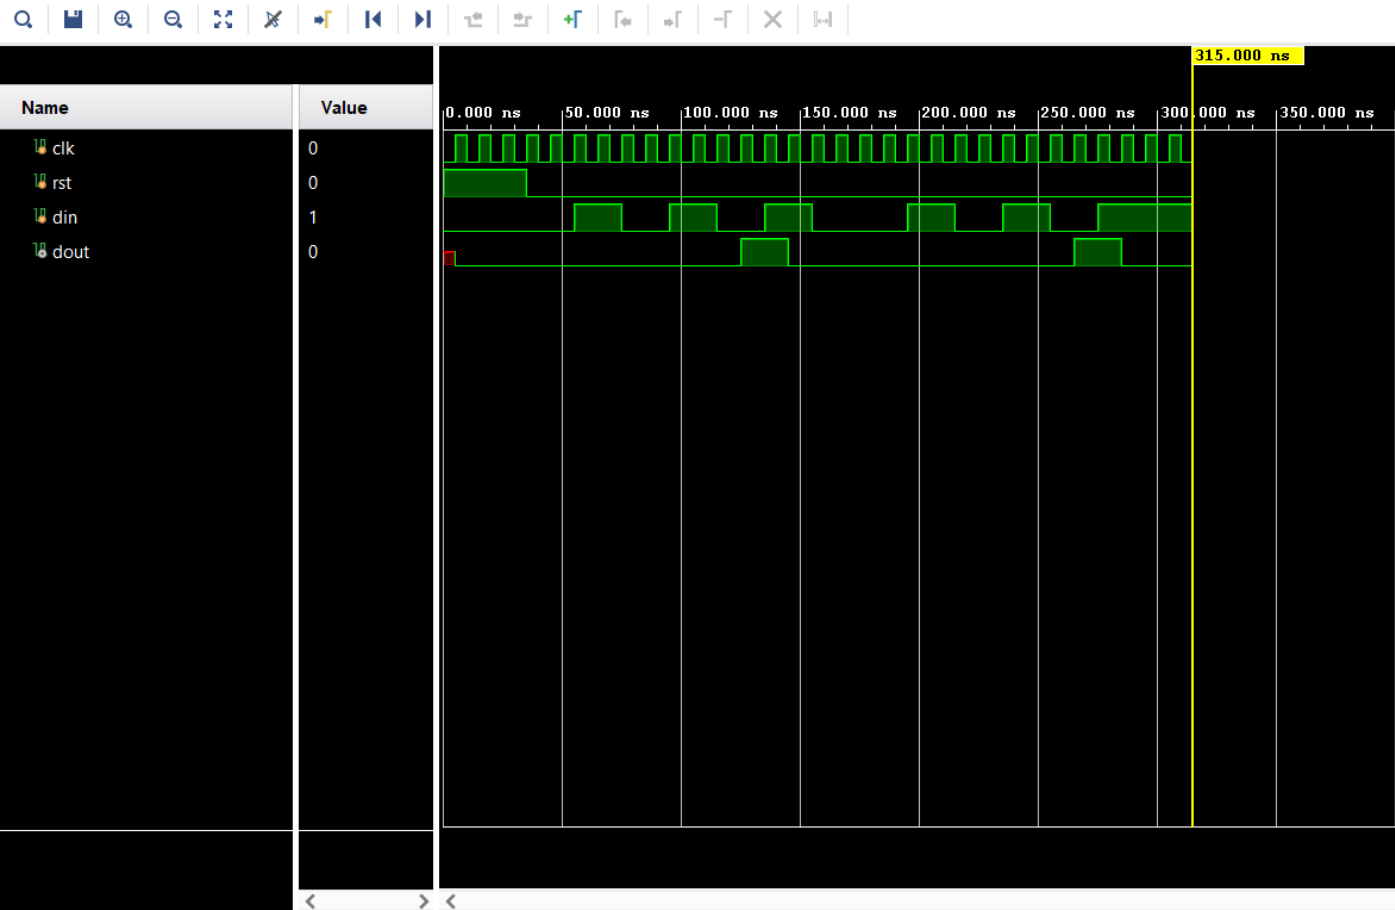 315.000 ns
Name Value 0.000 ns 50.000 ns 100.000 ns 150.000 ns 200.000 ns 250.000 ns 300.000 ns 350.000 ns
clk 0
rst 0
din 1
dout 0